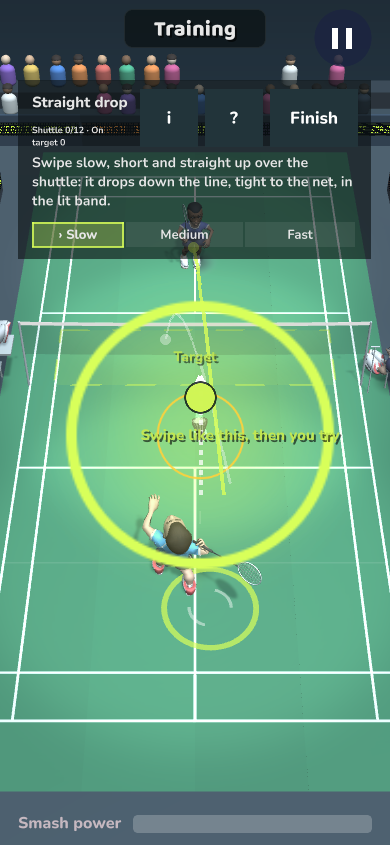 Training
Straight drop
i
?
Finish
Shuttle 0/12 · On
target 0
Swipe slow, short and straight up over the
shuttle: it drops down the line, tight to the net, in
the lit band.
› Slow
Medium
Fast
Target
Swipe like this, then you try
Smash power